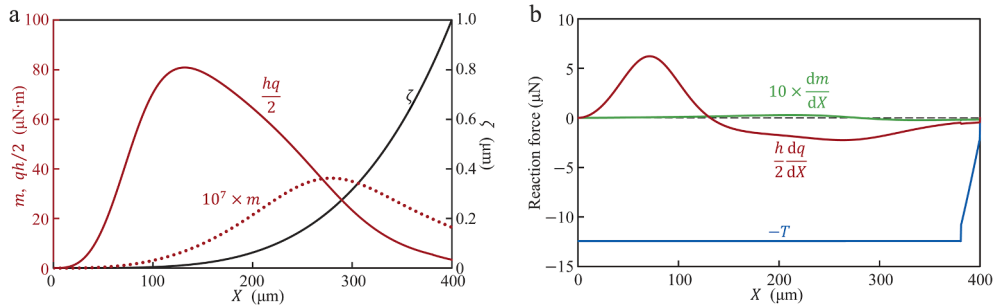 a
100
80
60
40
20
0
m, qh/2 (μN·m)
hq/2
10⁷ × m
ζ
1.0
0.8
0.6
0.4
0.2
0
ζ (μm)
0 100 200 300 400
X (μm)
b
10
5
0
−5
−10
−15
Reaction force (μN)
10 × dm/dX
h/2 dq/dX
−T
0 100 200 300 400
X (μm)